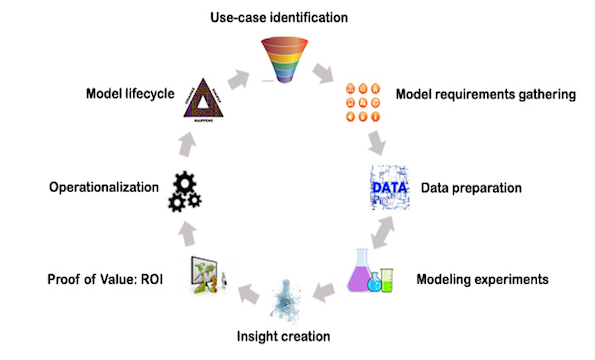 Use-case identification
Model requirements gathering
DATA
Data preparation
Modeling experiments
Insight creation
Proof of Value: ROI
Operationalization
Model lifecycle
HAPPENS